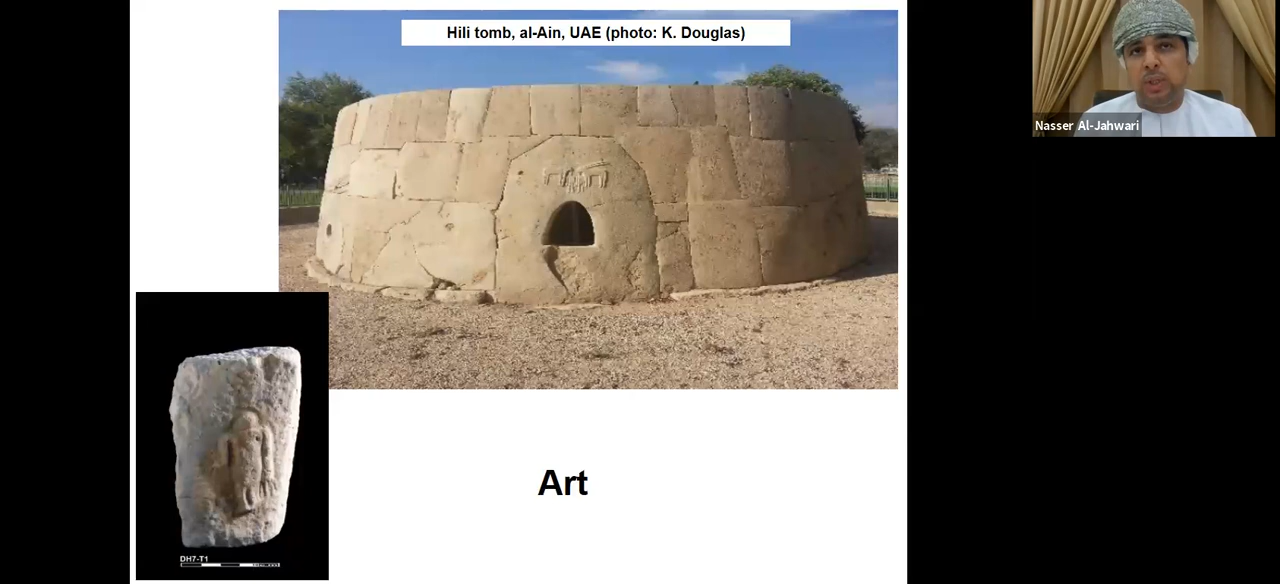 Hili tomb, al-Ain, UAE (photo: K. Douglas)
Nasser Al-Jahwari
Art
DH7-T1